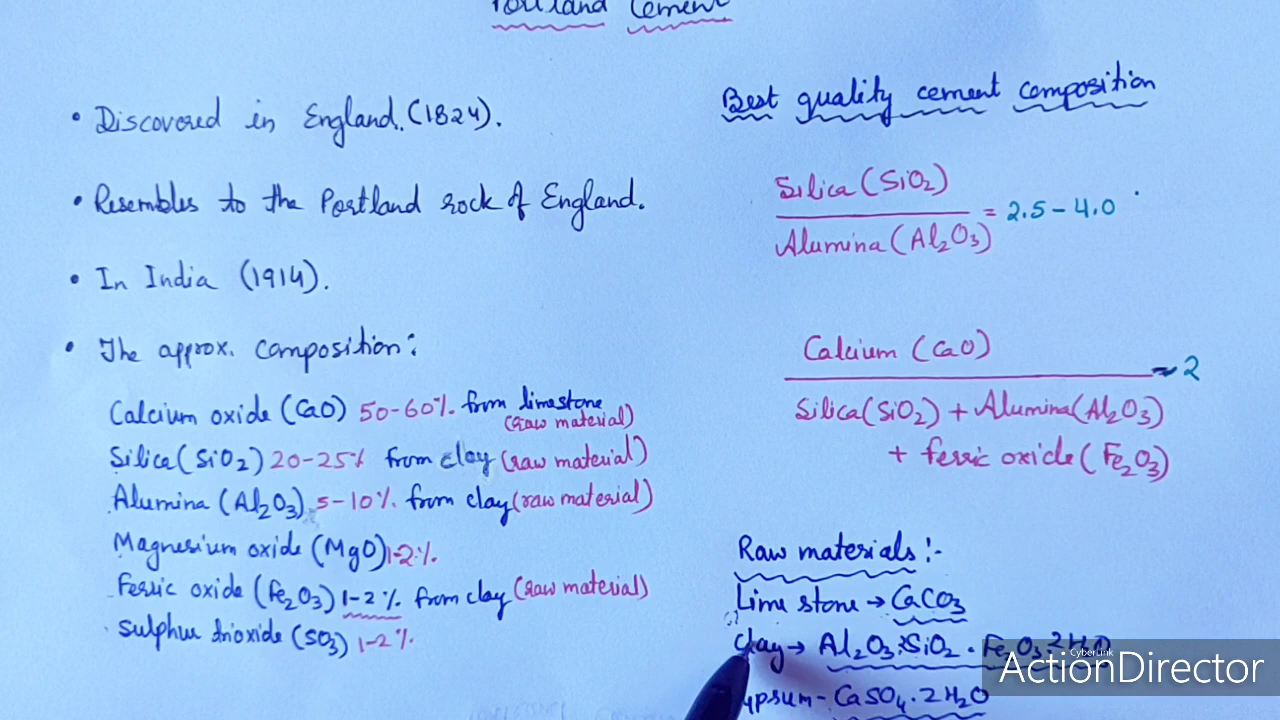 Portland Cement
• Discovered in England. (1824).
• Resembles to the Portland rock of England.
• In India (1914).
• The approx. composition:
Calcium oxide (CaO) 50-60% from limestone
(raw material)
Silica (SiO2) 20-25% from clay (raw material)
Alumina (Al2O3) 5-10% from clay (raw material)
Magnesium oxide (MgO) 1-2%.
Ferric oxide (Fe2O3) 1-2% from clay (raw material)
Sulphur trioxide (SO3) 1-2%
Best quality cement composition
Silica (SiO2)
= 2.5-4.0
Alumina (Al2O3)
Calcium (CaO)
2
Silica (SiO2) + Alumina (Al2O3)
+ ferric oxide (Fe2O3)
Raw materials :-
Lime stone → CaCO3
Clay → Al2O3 SiO2 . Fe2O3 2H2O
ypsum - CaSO4.2H2O
CyberLink
ActionDirector